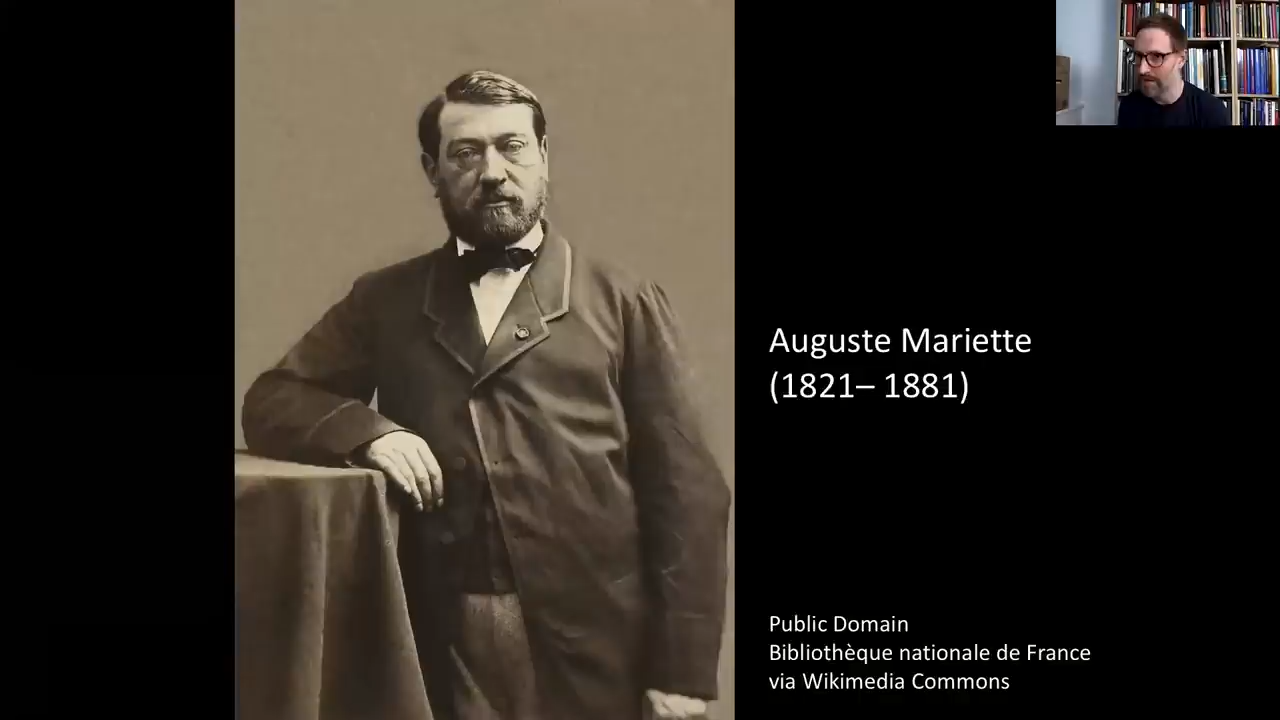 Auguste Mariette
(1821– 1881)
Public Domain
Bibliothèque nationale de France
via Wikimedia Commons